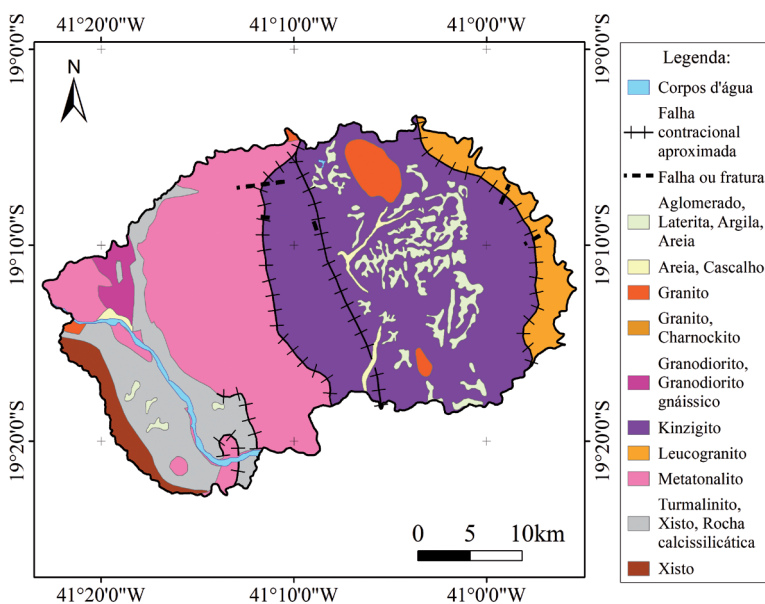 41°20'0"W 41°10'0"W 41°0'0"W
19°0'0"S
19°10'0"S
19°20'0"S
N
0 5 10km
41°20'0"W 41°10'0"W 41°0'0"W
19°0'0"S
19°10'0"S
19°20'0"S
Legenda:
Corpos d'água
Falha
contracional
aproximada
Falha ou fratura
Aglomerado,
Laterita, Argila,
Areia
Areia, Cascalho
Granito
Granito,
Charnockito
Granodiorito,
Granodiorito
gnáissico
Kinzigito
Leucogranito
Metatonalito
Turmalinito,
Xisto, Rocha
calcissilicática
Xisto